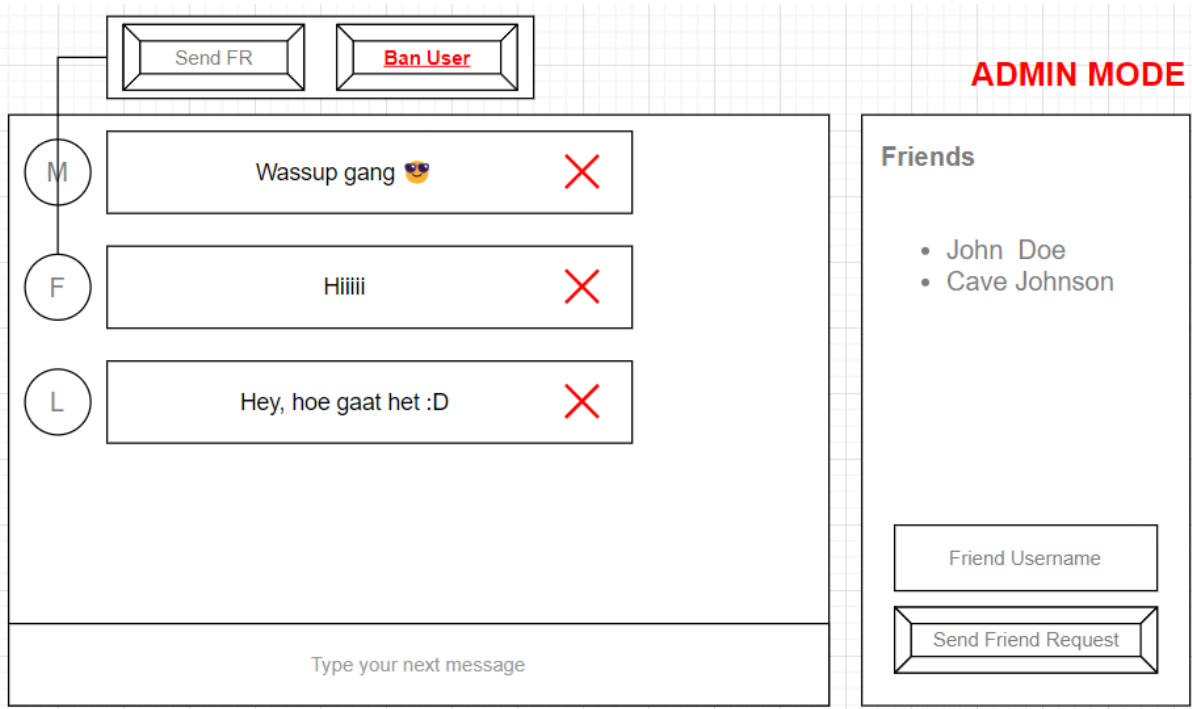 Send FR
Ban User
ADMIN MODE
M
Wassup gang 😎
F
Hiiiii
L
Hey, hoe gaat het :D
Type your next message
Friends
John Doe
Cave Johnson
Friend Username
Send Friend Request